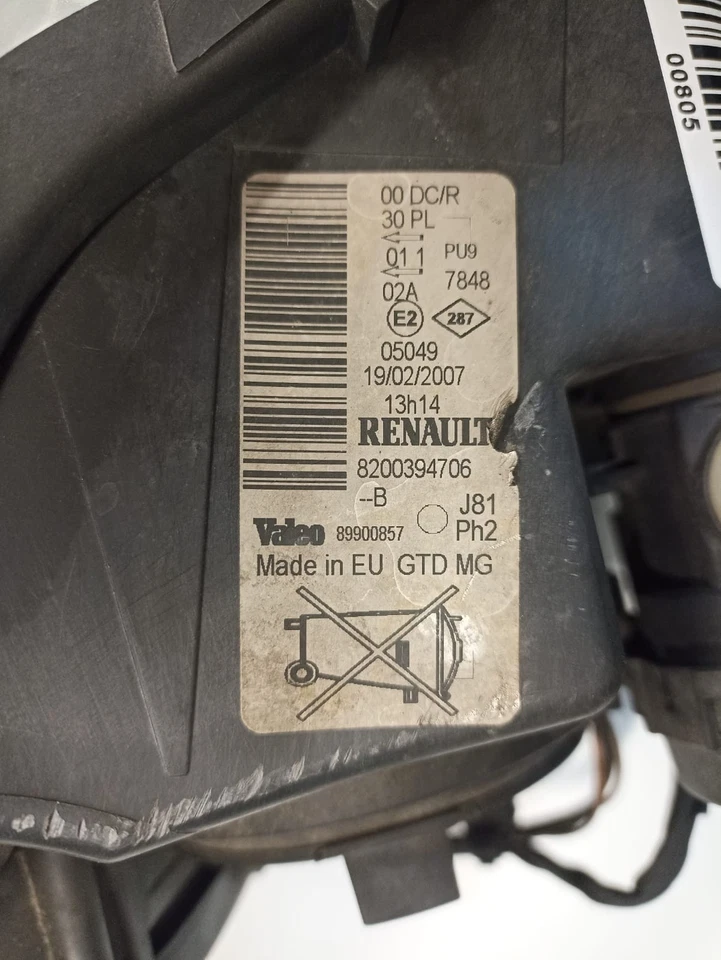 00805
00 DC/R
30 PL
01 1 PU9
02A 7848
E2 287
05049
19/02/2007
13h14
RENAULT
8200394706
--B
J81
Valeo 89900857 Ph2
Made in EU GTD MG